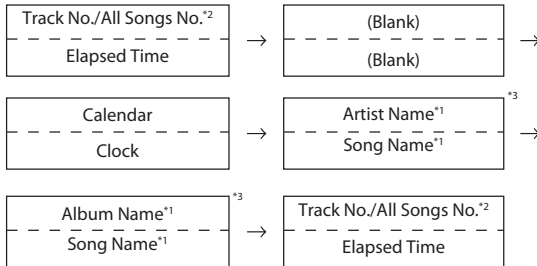 Track No./All Songs No.*2
Elapsed Time
→
(Blank)
(Blank)
→
Calendar
Clock
→
Artist Name*1
Song Name*1
*3
→
Album Name*1
Song Name*1
*3
→
Track No./All Songs No.*2
Elapsed Time